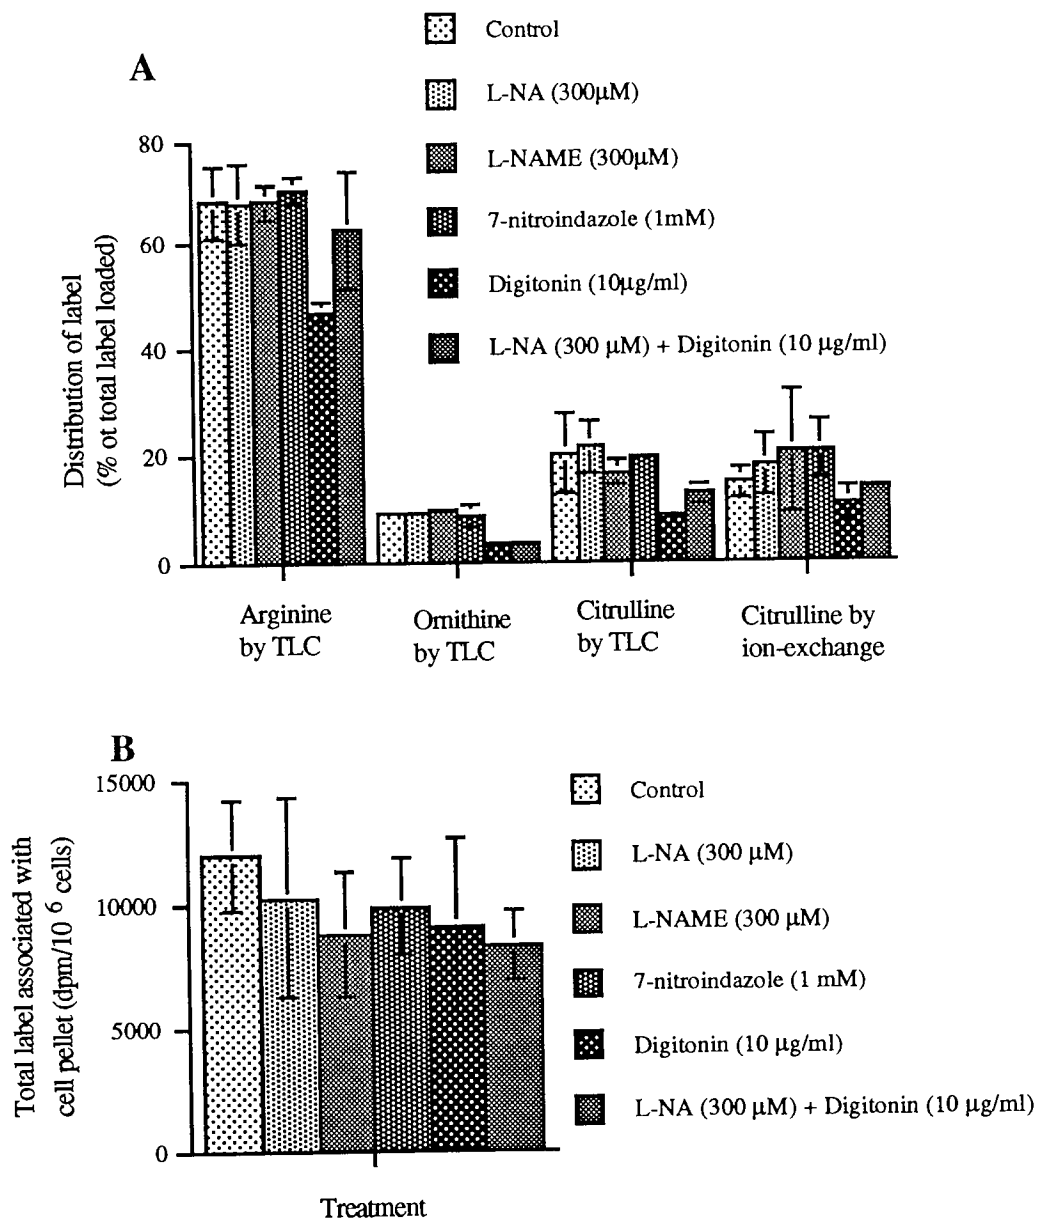 A
Control
L-NA (300µM)
L-NAME (300µM)
7-nitroindazole (1mM)
Digitonin (10µg/ml)
L-NA (300 µM) + Digitonin (10 µg/ml)
Distribution of label
(% ot total label loaded)
80
60
40
20
0
Arginine
by TLC
Ornithine
by TLC
Citrulline
by TLC
Citrulline by
ion-exchange
B
Total label associated with
cell pellet (dpm/10 6 cells)
15000
10000
5000
0
Treatment
Control
L-NA (300 µM)
L-NAME (300 µM)
7-nitroindazole (1 mM)
Digitonin (10 µg/ml)
L-NA (300 µM) + Digitonin (10 µg/ml)